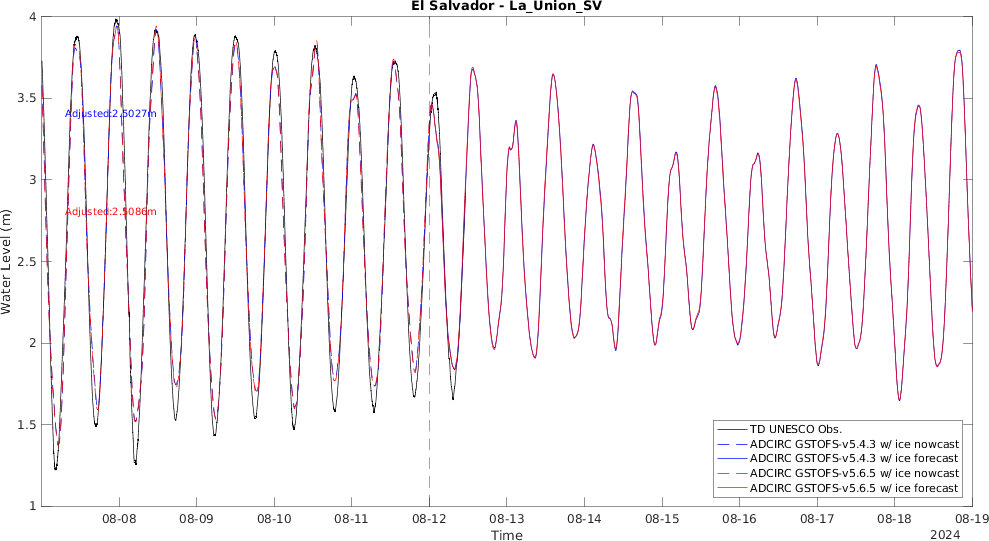 El Salvador - La_Union_SV
4
3.5
3
2.5
2
1.5
1
Water Level (m)
Adjusted:2.5027m
Adjusted:2.5086m
TD UNESCO Obs.
ADCIRC GSTOFS-v5.4.3 w/ ice nowcast
ADCIRC GSTOFS-v5.4.3 w/ ice forecast
ADCIRC GSTOFS-v5.6.5 w/ ice nowcast
ADCIRC GSTOFS-v5.6.5 w/ ice forecast
08-08 08-09 08-10 08-11 08-12 08-13 08-14 08-15 08-16 08-17 08-18 08-19
Time
2024